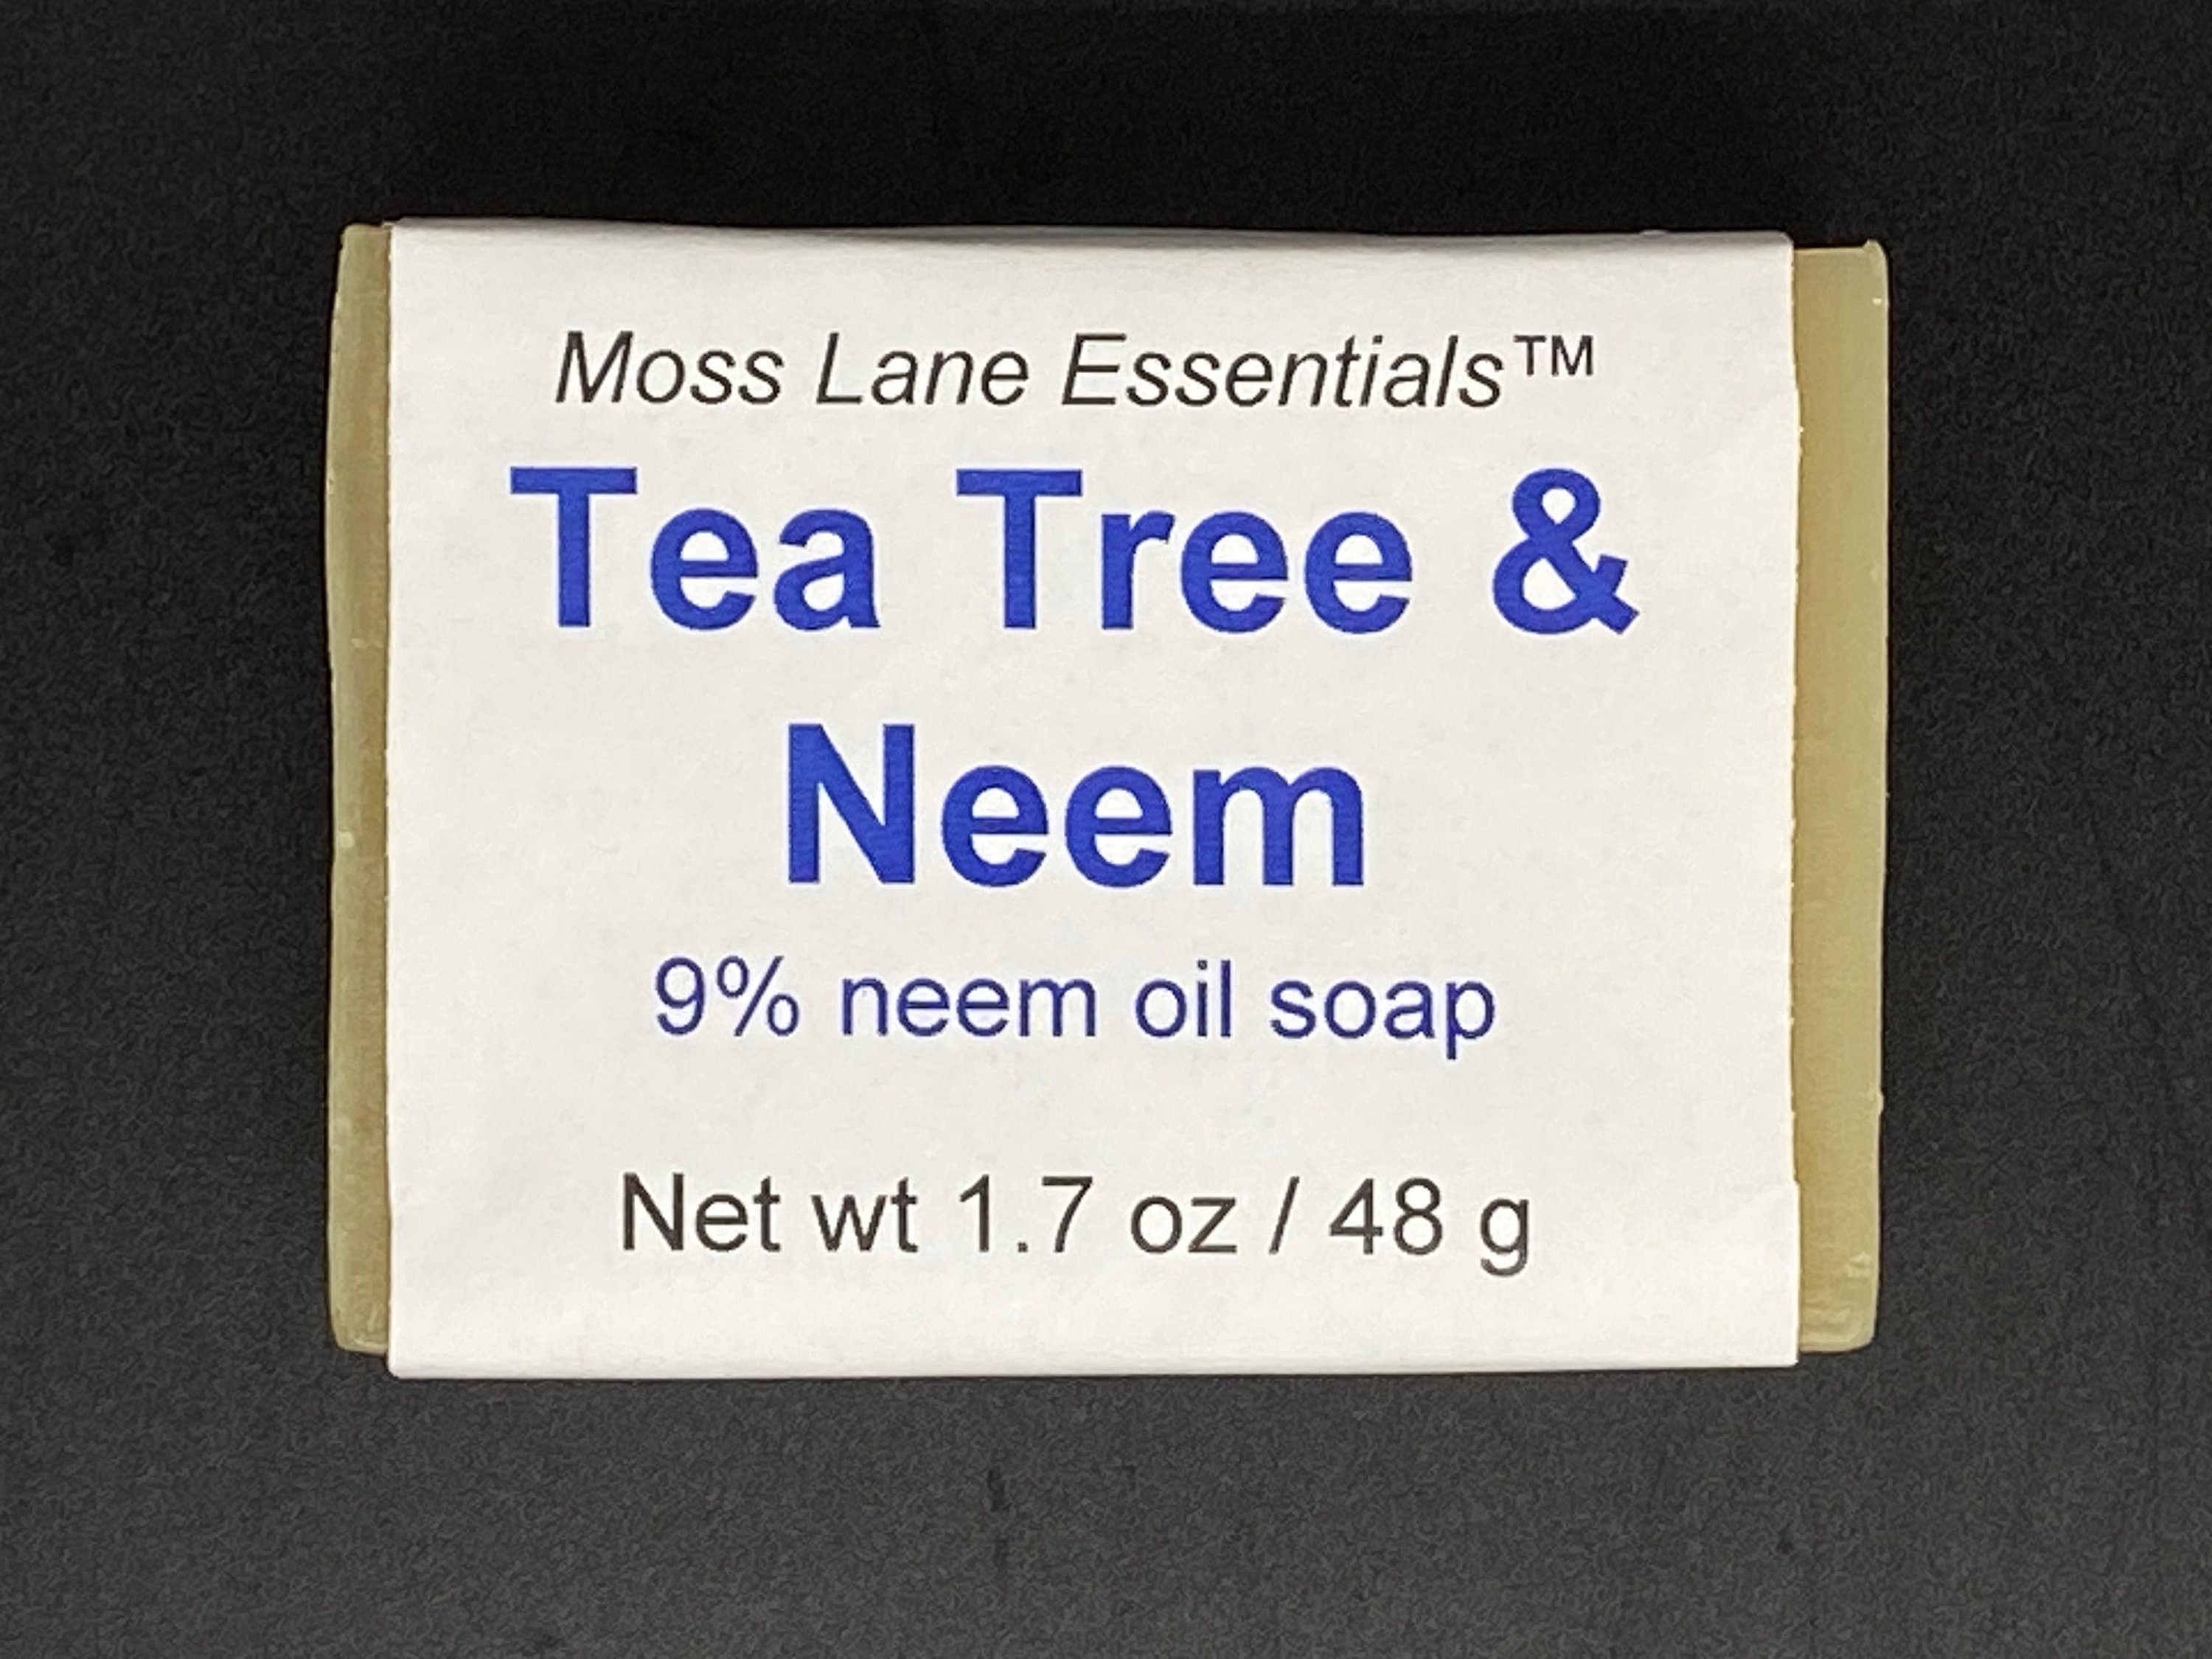 Moss Lane Essentials™
Tea Tree &
Neem
9% neem oil soap
Net wt 1.7 oz / 48 g